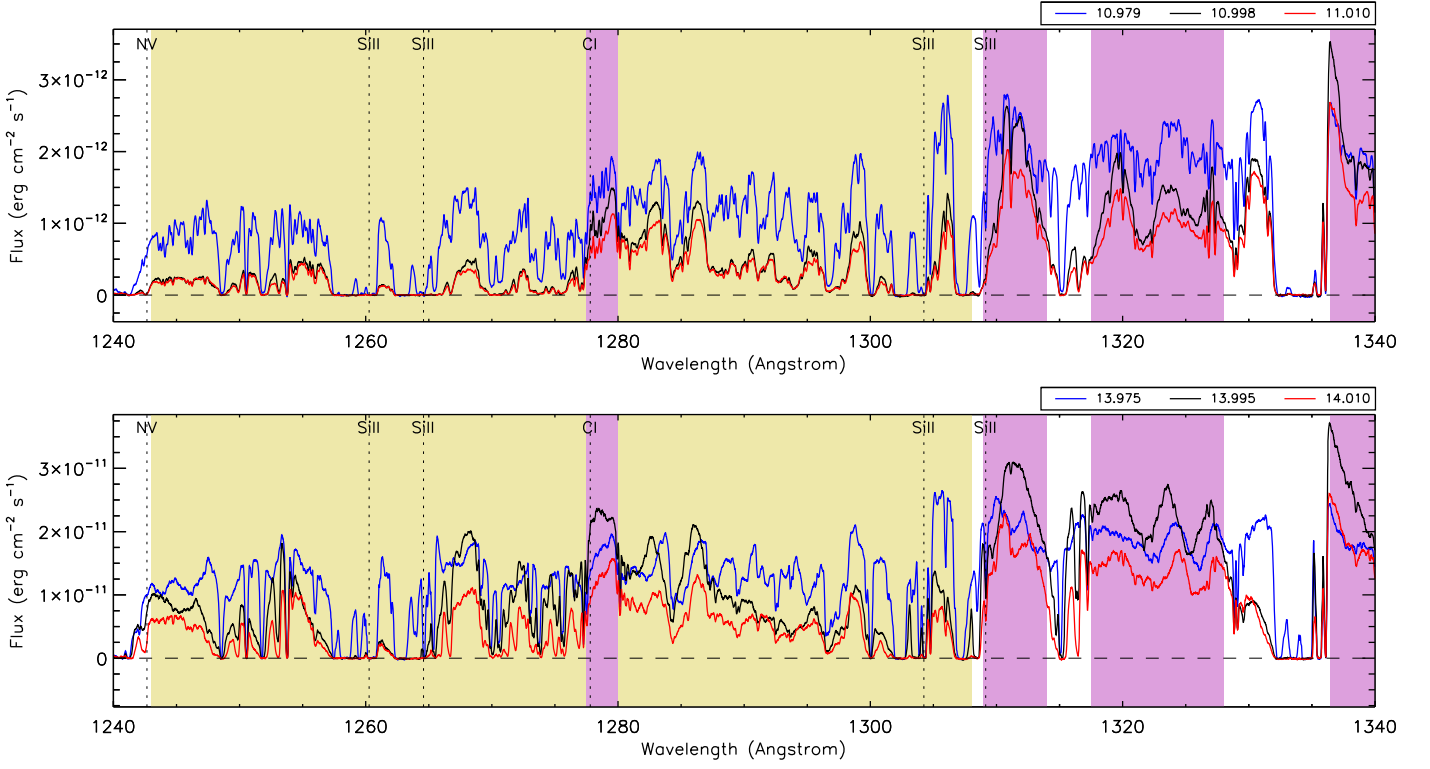 10.979 10.998 11.010
NV SiII SiII CI SiII SiII
Flux (erg cm⁻² s⁻¹)
3×10⁻¹²
2×10⁻¹²
1×10⁻¹²
0
1240 1260 1280 1300 1320 1340
Wavelength (Angstrom)
13.975 13.995 14.010
NV SiII SiII CI SiII SiII
Flux (erg cm⁻² s⁻¹)
3×10⁻¹¹
2×10⁻¹¹
1×10⁻¹¹
0
1240 1260 1280 1300 1320 1340
Wavelength (Angstrom)